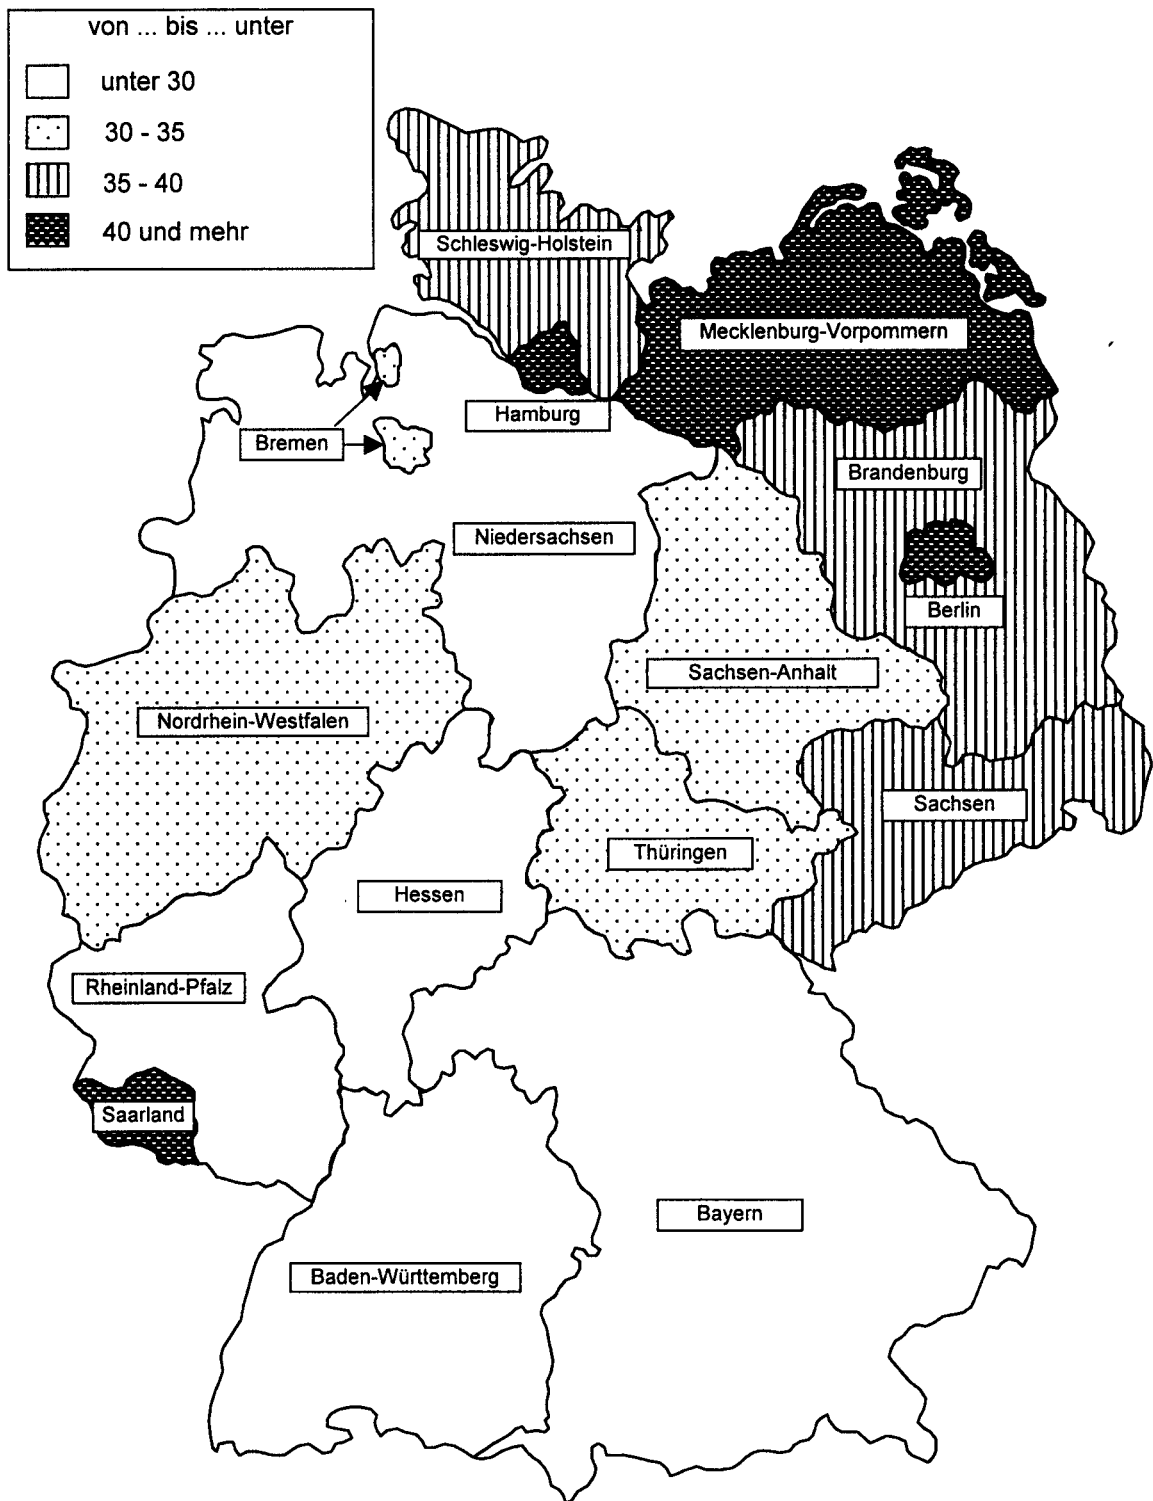 von ... bis ... unter
unter 30
30 - 35
35 - 40
40 und mehr
Schleswig-Holstein
Mecklenburg-Vorpommern
Hamburg
Bremen
Brandenburg
Niedersachsen
Berlin
Sachsen-Anhalt
Nordrhein-Westfalen
Sachsen
Thüringen
Hessen
Rheinland-Pfalz
Saarland
Bayern
Baden-Württemberg